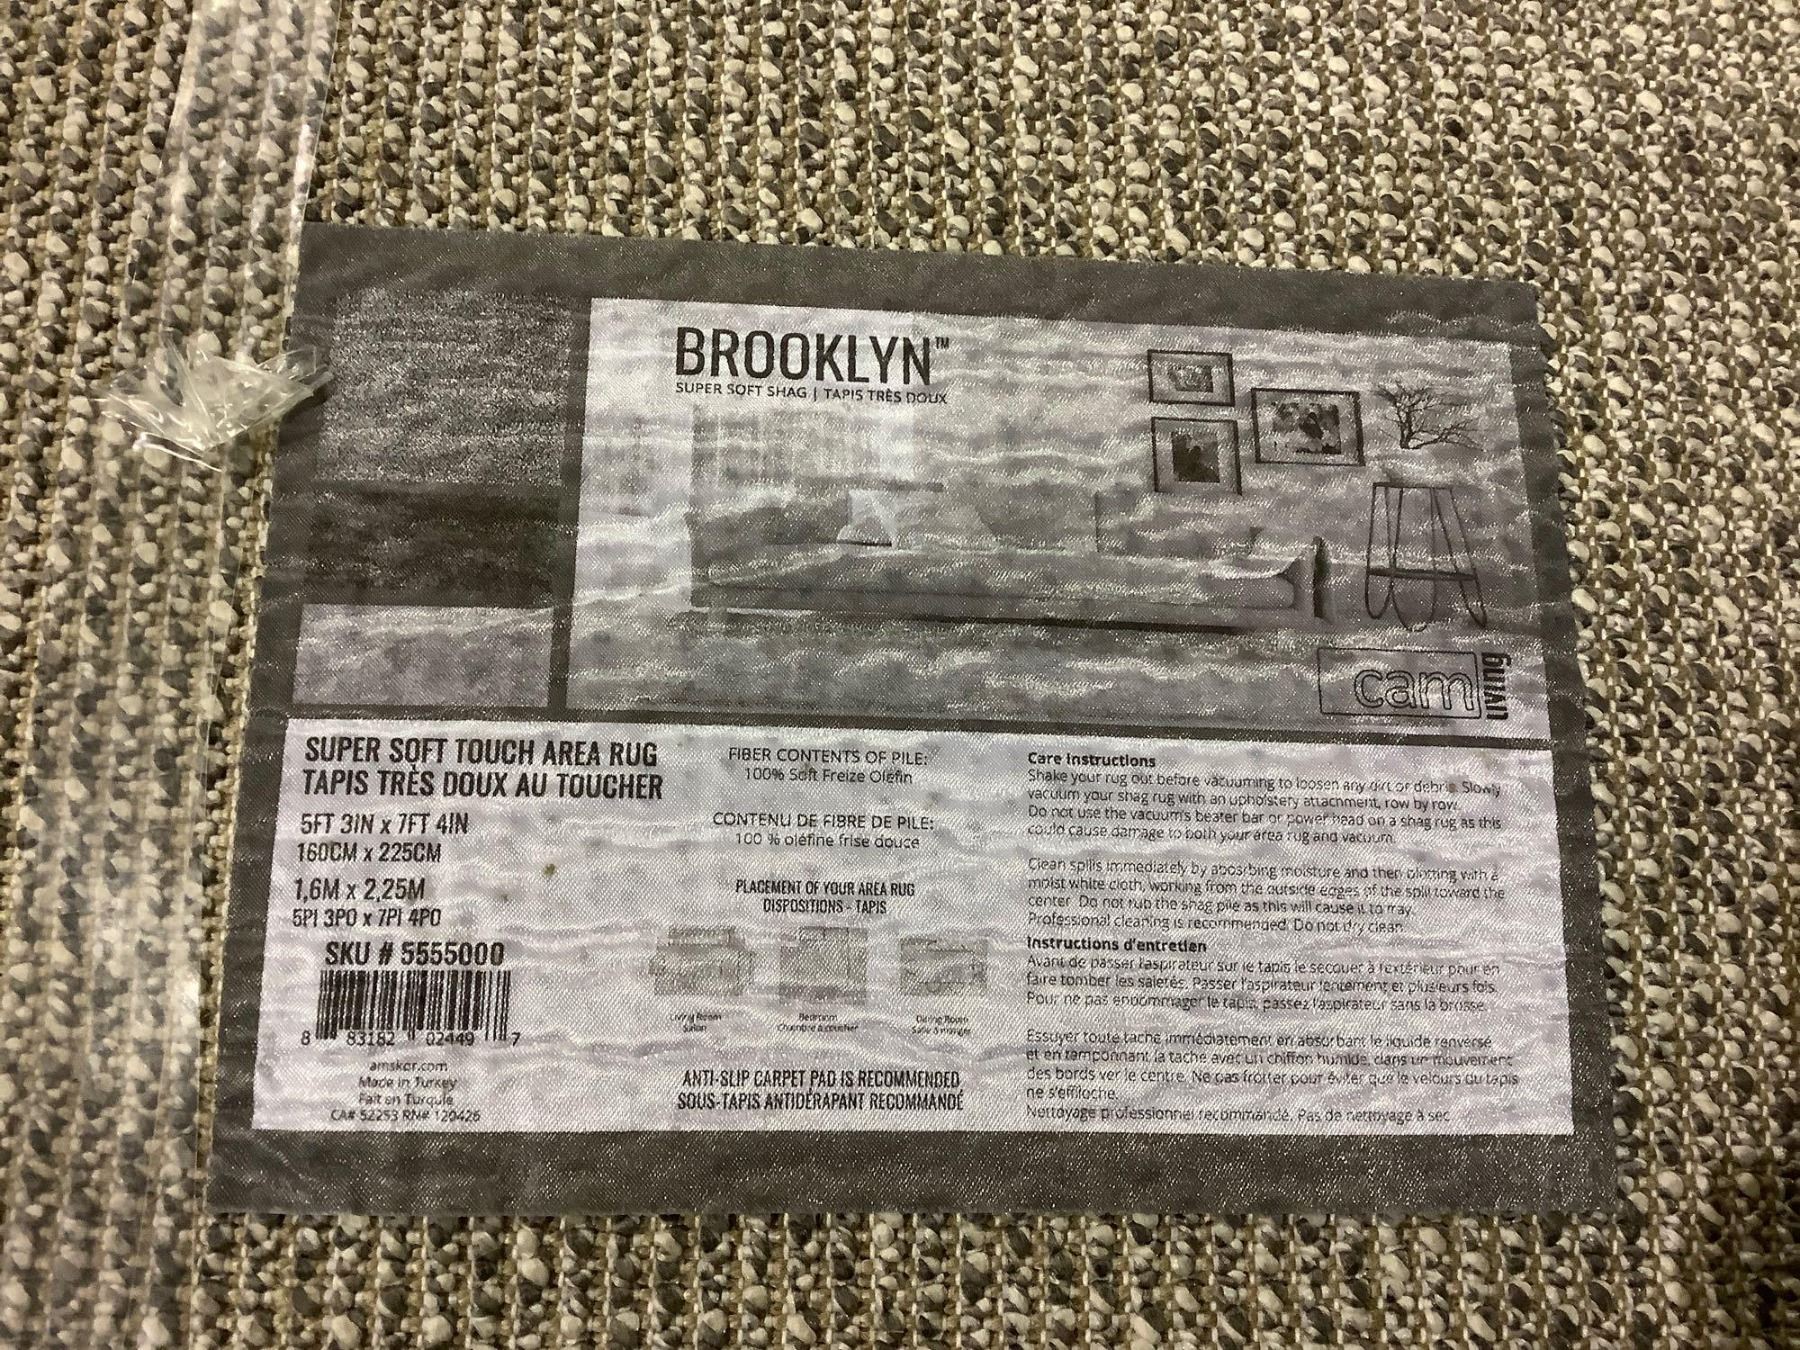 BROOKLYN™
SUPER SOFT SHAG | TAPIS TRÈS DOUX
cam
LIVING
SUPER SOFT TOUCH AREA RUG
TAPIS TRÈS DOUX AU TOUCHER
5FT 3IN x 7FT 4IN
160CM x 225CM
1,6M x 2,25M
5PI 3PO x 7PI 4PO
SKU # 5555000
8 83182 02449 7
amskor.com
Made in Turkey
Fait en Turquie
CA# 52253 RN# 120426
FIBER CONTENTS OF PILE:
100% Soft Freize Olefin
CONTENU DE FIBRE DE PILE:
100 % oléfine frise douce
PLACEMENT OF YOUR AREA RUG
DISPOSITIONS - TAPIS
Living Room
Salon
Bedroom
Chambre à coucher
Dining Room
Salle à manger
ANTI-SLIP CARPET PAD IS RECOMMENDED
SOUS-TAPIS ANTIDÉRAPANT RECOMMANDÉ
Care Instructions
Shake your rug out before vacuuming to loosen any dirt or debris. Slowly
vacuum your shag rug with an upholstery attachment, row by row.
Do not use the vacuum's beater bar or power head on a shag rug as this
could cause damage to both your area rug and vacuum.
Clean spills immediately by absorbing moisture and then blotting with a
moist white cloth, working from the outside edges of the spill toward the
center. Do not rub the shag pile as this will cause it to fray.
Professional cleaning is recommended. Do not dry clean.
Instructions d'entretien
Avant de passer l'aspirateur sur le tapis le secouer à l'extérieur pour en
faire tomber les saletés. Passer l'aspirateur lentement et plusieurs fois.
Pour ne pas endommager le tapis, passez l'aspirateur sans la brosse.
Essuyer toute tache immédiatement en absorbant le liquide renversé
et en tamponnant la tache avec un chiffon humide, dans un mouvement
des bords ver le centre. Ne pas frotter pour éviter que le velours du tapis
ne s'effiloche.
Nettoyage professionnel recommandé. Pas de nettoyage à sec